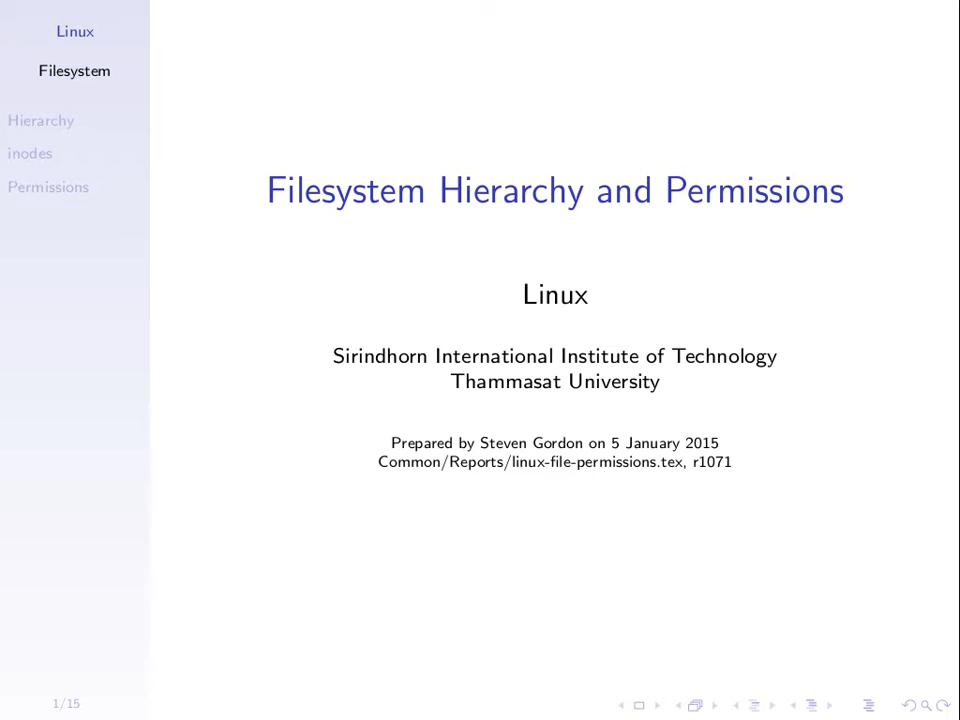 Linux
Filesystem
Hierarchy
inodes
Permissions
Filesystem Hierarchy and Permissions
Linux
Sirindhorn International Institute of Technology
Thammasat University
Prepared by Steven Gordon on 5 January 2015
Common/Reports/linux-file-permissions.tex, r1071
1/15